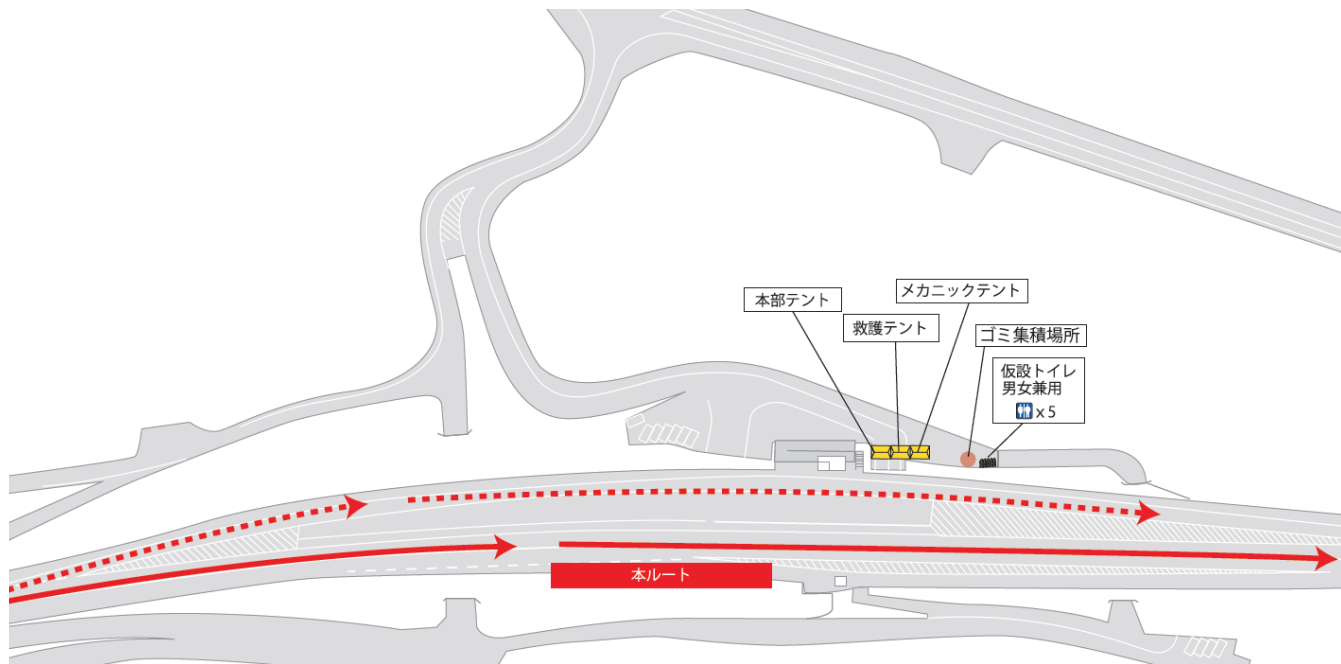 本部テント
メカニックテント
救護テント
ゴミ集積場所
仮設トイレ
男女兼用
x 5
本ルート